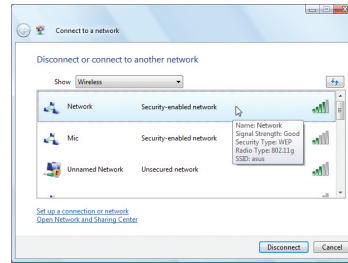 Connect to a network
Disconnect or connect to another network
Show Wireless
Network Security-enabled network
Name: Network
Signal Strength: Good
Security Type: WEP
Radio Type: 802.11g
SSID: asus
Mic Security-enabled network
Unnamed Network Unsecured network
Set up a connection or network
Open Network and Sharing Center
Disconnect Cancel